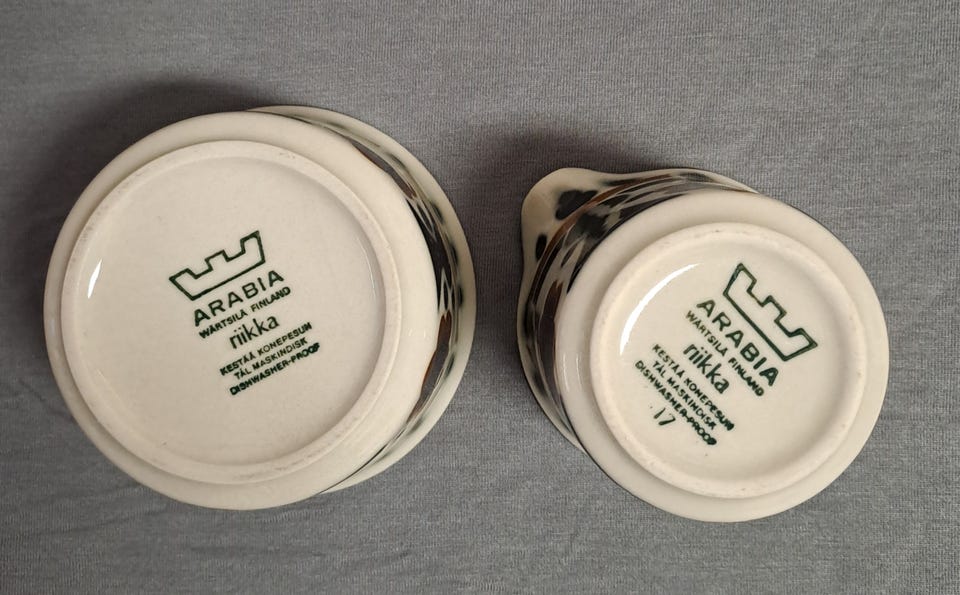 ARABIA
WÄRTSILÄ FINLAND
riikka
KESTÄÄ KONEPESUN
TÅL MASKINDISK
DISHWASHER-PROOF
ARABIA
WÄRTSILÄ FINLAND
riikka
KESTÄÄ KONEPESUN
TÅL MASKINDISK
DISHWASHER-PROOF
17